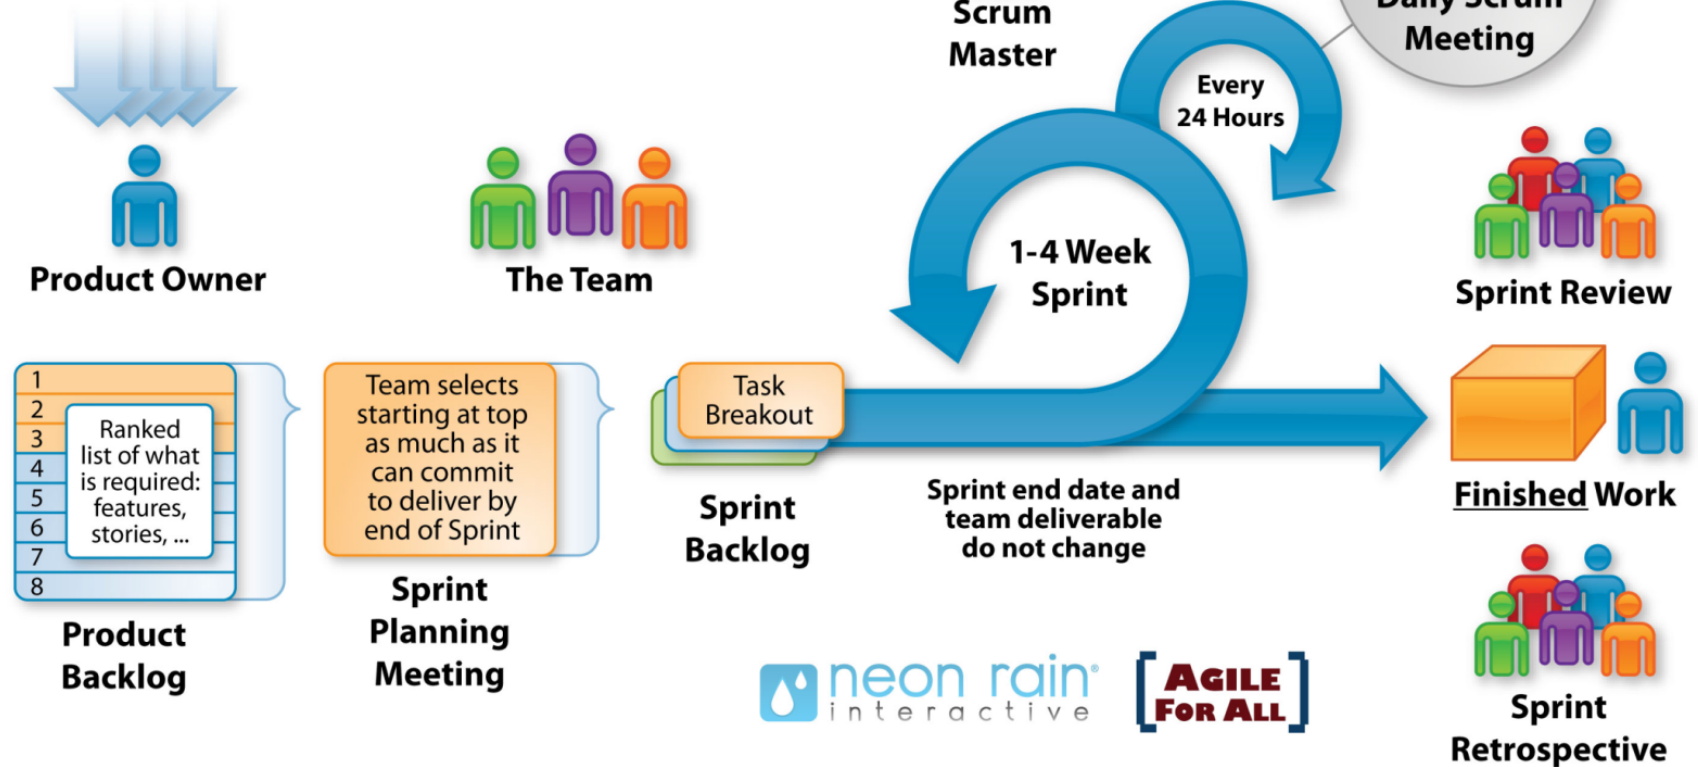 Scrum
Master
Daily Scrum
Meeting
Every
24 Hours
Product Owner
The Team
1-4 Week
Sprint
Sprint Review
1
2
3
4
5
6
7
8
Ranked
list of what
is required:
features,
stories, ...
Product
Backlog
Team selects
starting at top
as much as it
can commit
to deliver by
end of Sprint
Sprint
Planning
Meeting
Task
Breakout
Sprint
Backlog
Sprint end date and
team deliverable
do not change
Finished Work
Sprint
Retrospective
neon rain®
interactive
AGILE
FOR ALL